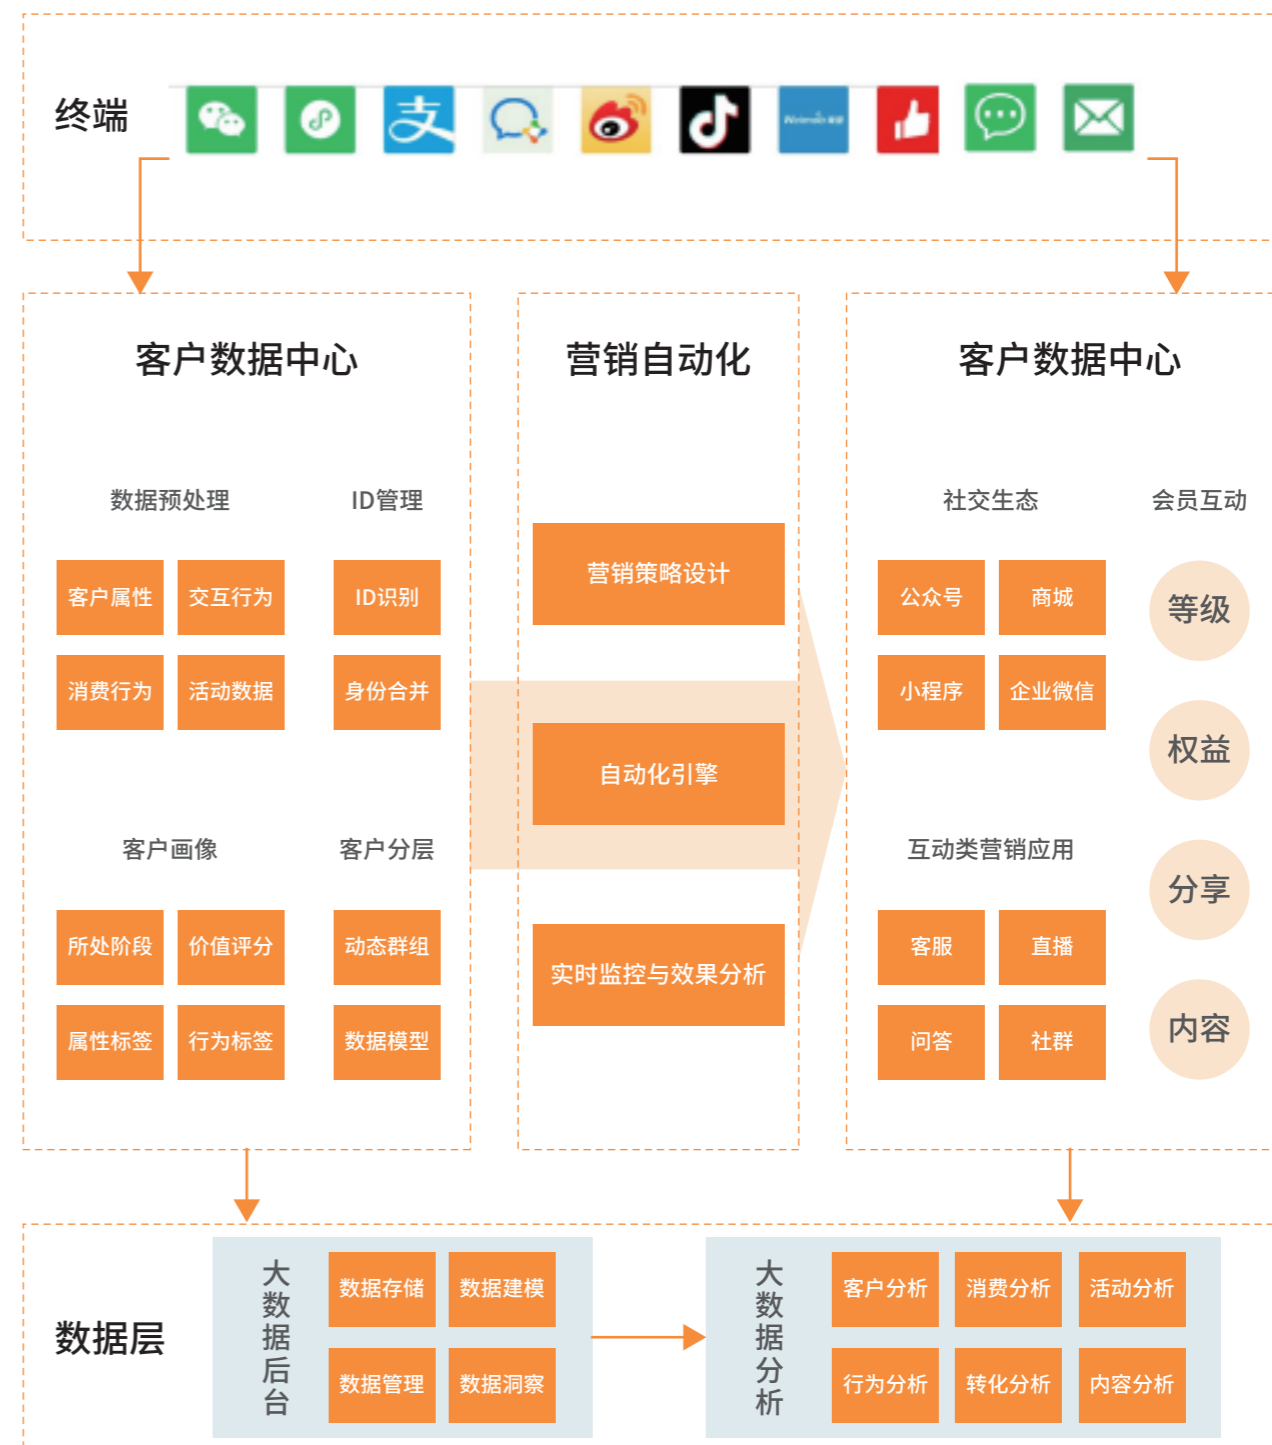 终端
支
客户数据中心
营销自动化
客户数据中心
数据预处理
ID管理
客户属性
交互行为
ID识别
消费行为
活动数据
身份合并
客户画像
客户分层
所处阶段
价值评分
动态群组
属性标签
行为标签
数据模型
营销策略设计
自动化引擎
实时监控与效果分析
社交生态
会员互动
公众号
商城
等级
小程序
企业微信
权益
互动类营销应用
分享
客服
直播
问答
社群
内容
数据层
大数据后台
数据存储
数据建模
数据管理
数据洞察
大数据分析
客户分析
消费分析
活动分析
行为分析
转化分析
内容分析